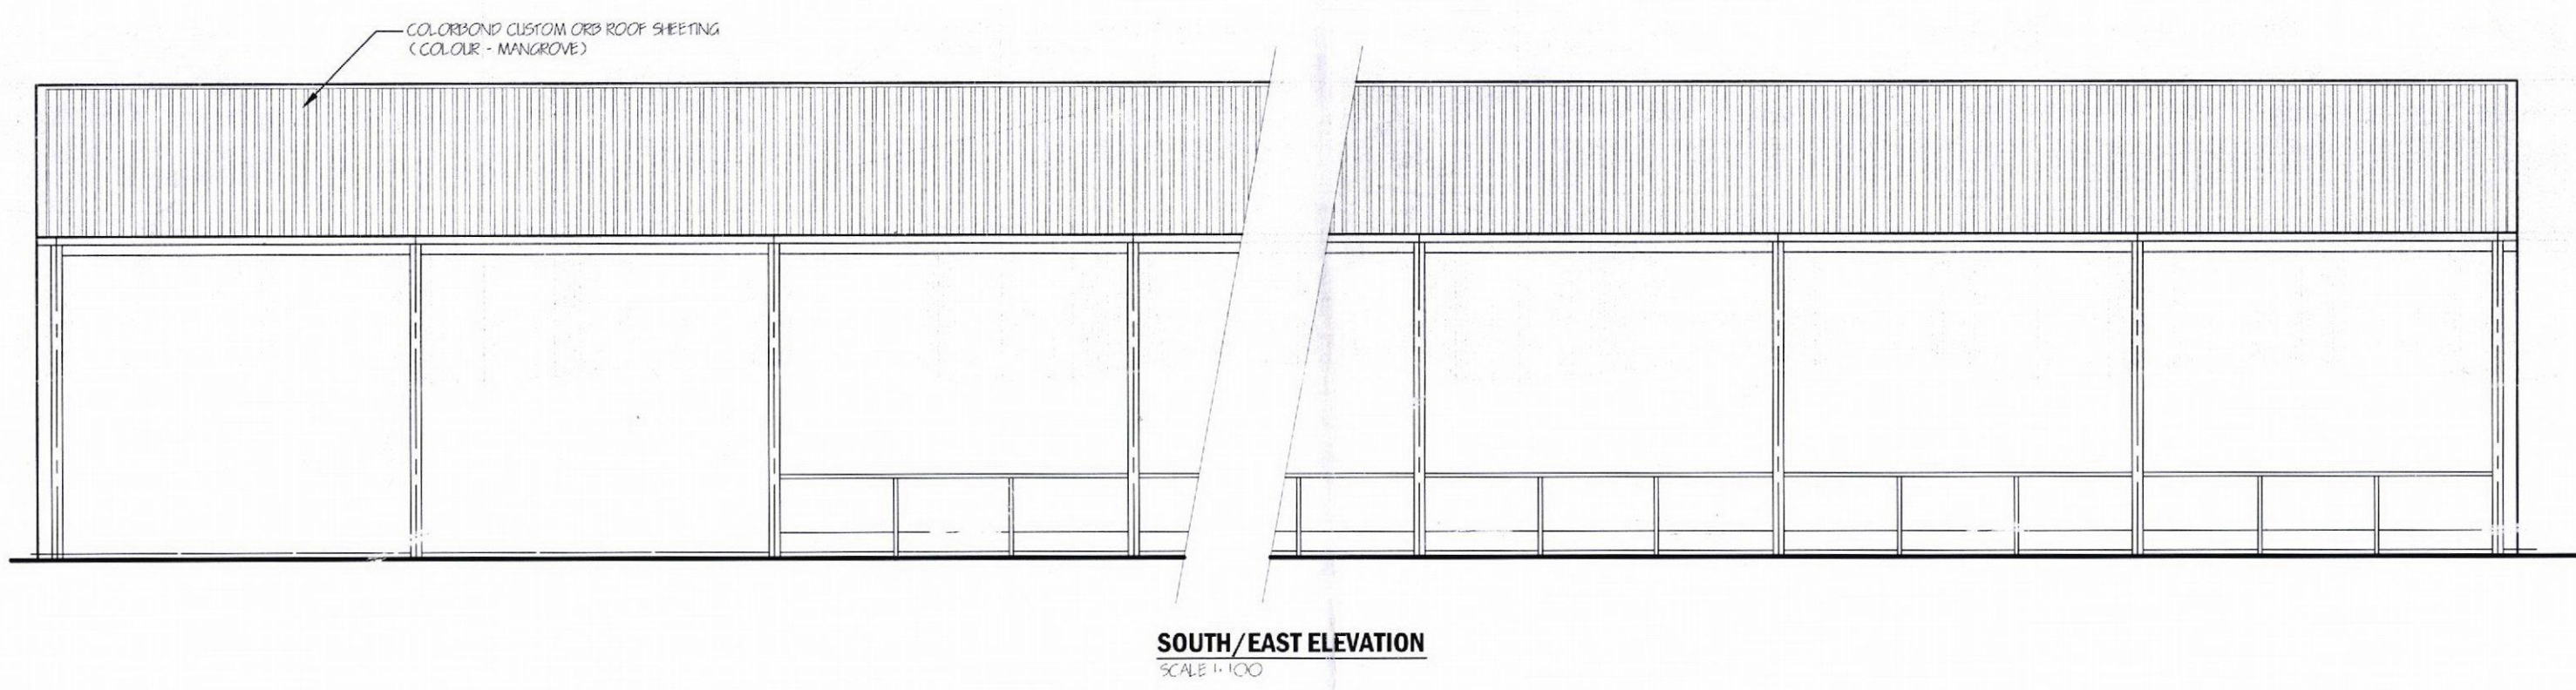 COLORBOND CUSTOM ORB ROOF SHEETING
(COLOUR - MANGROVE)
SOUTH/EAST ELEVATION
SCALE 1:100